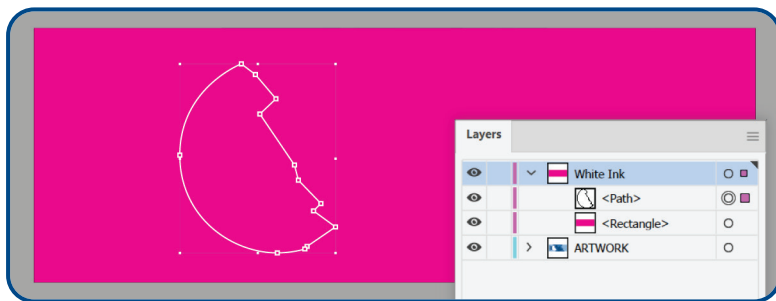 Layers
White Ink
<Path>
<Rectangle>
ARTWORK